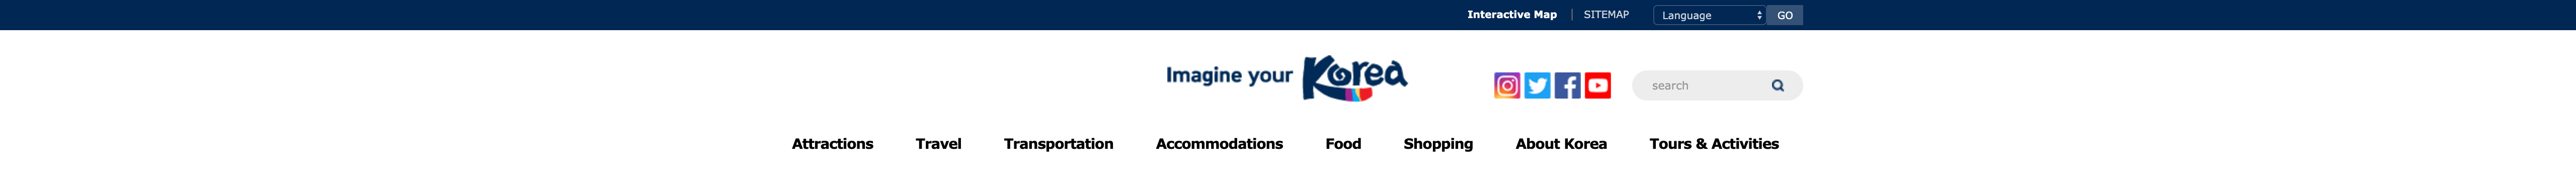 Interactive Map | SITEMAP Language GO
Imagine your Korea
search
Attractions Travel Transportation Accommodations Food Shopping About Korea Tours & Activities